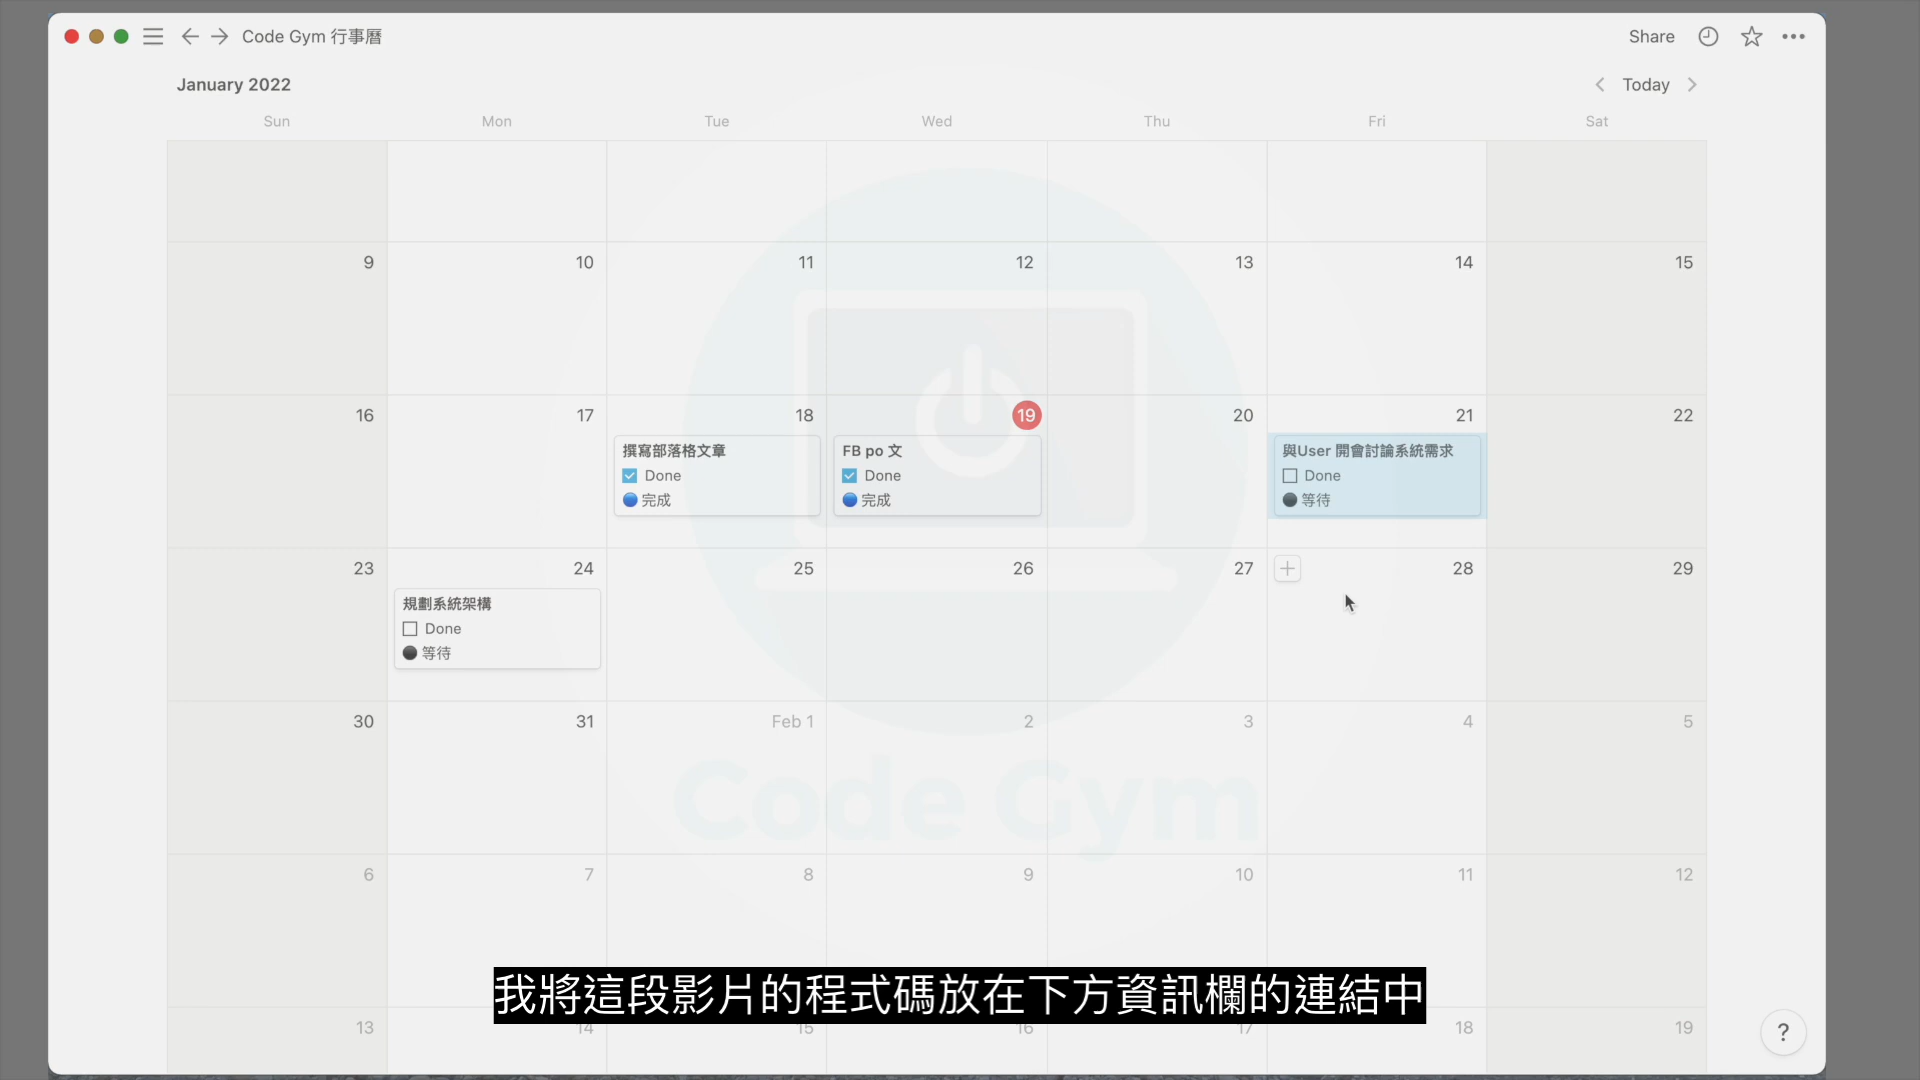 Code Gym 行事曆
Share
January 2022
Today
Sun Mon Tue Wed Thu Fri Sat
9 10 11 12 13 14 15
16 17 18 19 20 21 22
撰寫部落格文章
Done
完成
FB po 文
Done
完成
與User 開會討論系統需求
Done
等待
23 24 25 26 27 28 29
規劃系統架構
Done
等待
30 31 Feb 1 2 3 4 5
Code Gym
6 7 8 9 10 11 12
我將這段影片的程式碼放在下方資訊欄的連結中
13 14 15 16 17 18 19
?